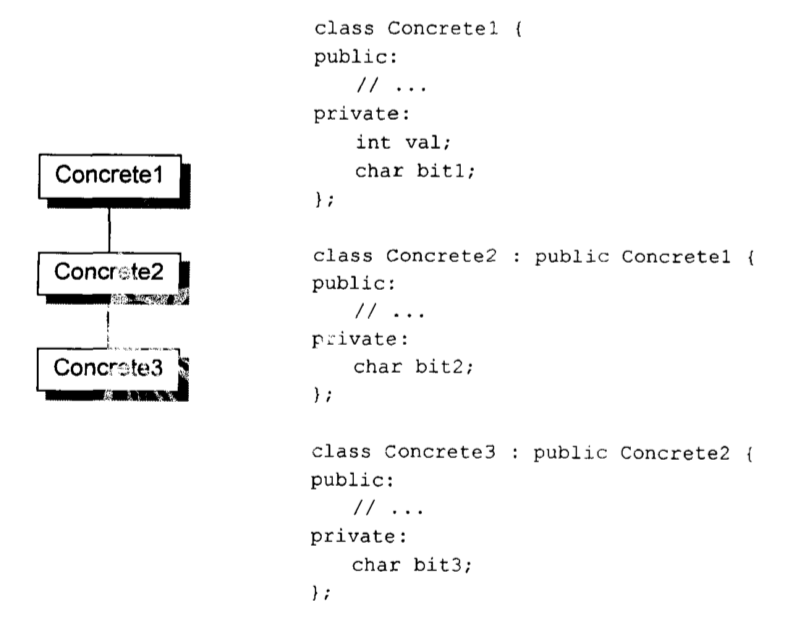 Concrete1
Concrete2
Concrete3
class Concrete1 {
public:
// ...
private:
int val;
char bit1;
};
class Concrete2 : public Concrete1 {
public:
// ...
private:
char bit2;
};
class Concrete3 : public Concrete2 {
public:
// ...
private:
char bit3;
};